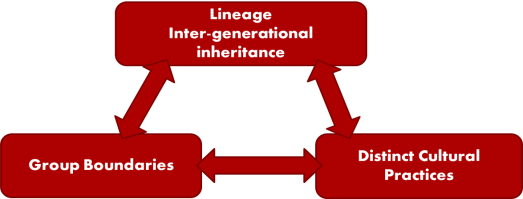 Lineage
Inter-generational
inheritance
Group Boundaries
Distinct Cultural
Practices